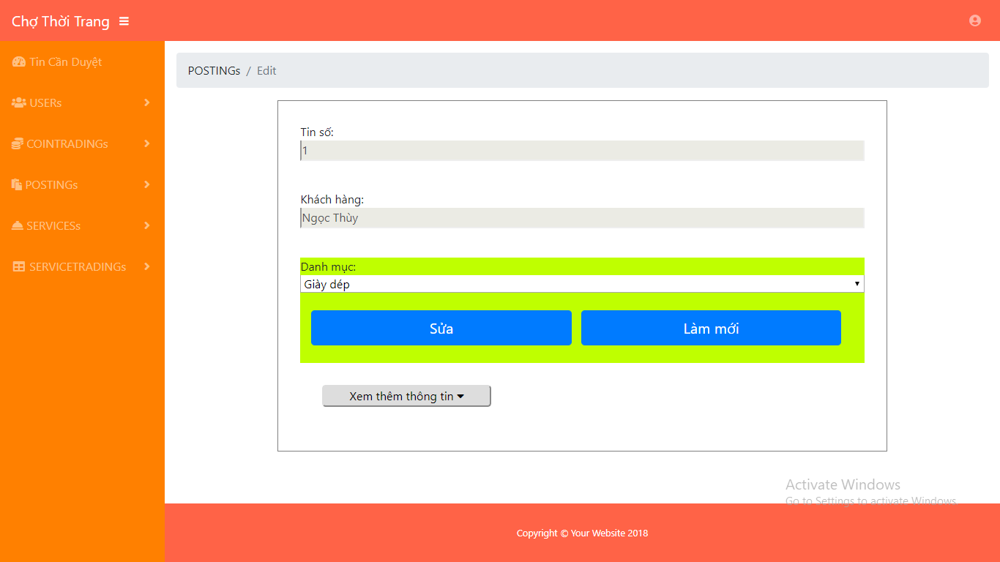 Chợ Thời Trang
Tin Cần Duyệt
USERs
COINTRADINGs
POSTINGs
SERVICESs
SERVICETRADINGs
POSTINGs / Edit
Tin số:
1
Khách hàng:
Ngọc Thùy
Danh mục:
Giày dép
Sửa
Làm mới
Xem thêm thông tin
Activate Windows
Go to Settings to activate Windows.
Copyright © Your Website 2018